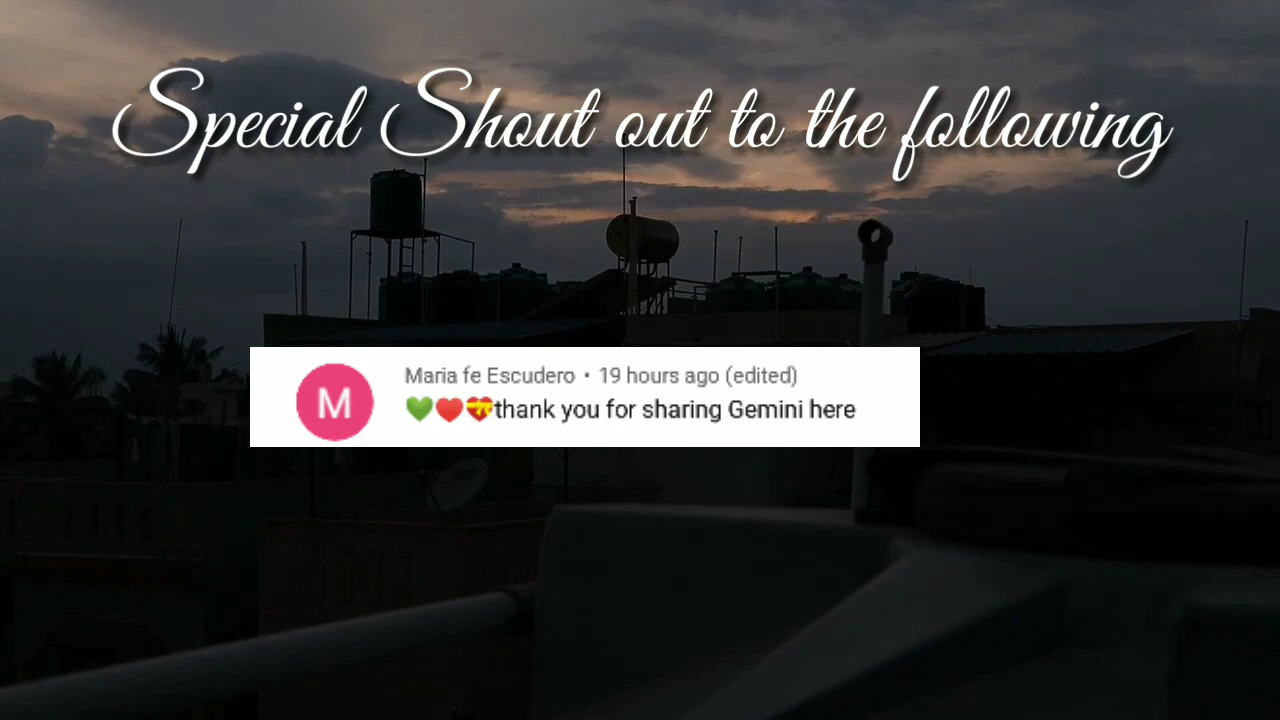 Special Shout out to the following
M
Maria fe Escudero • 19 hours ago (edited)
💚❤️💝thank you for sharing Gemini here